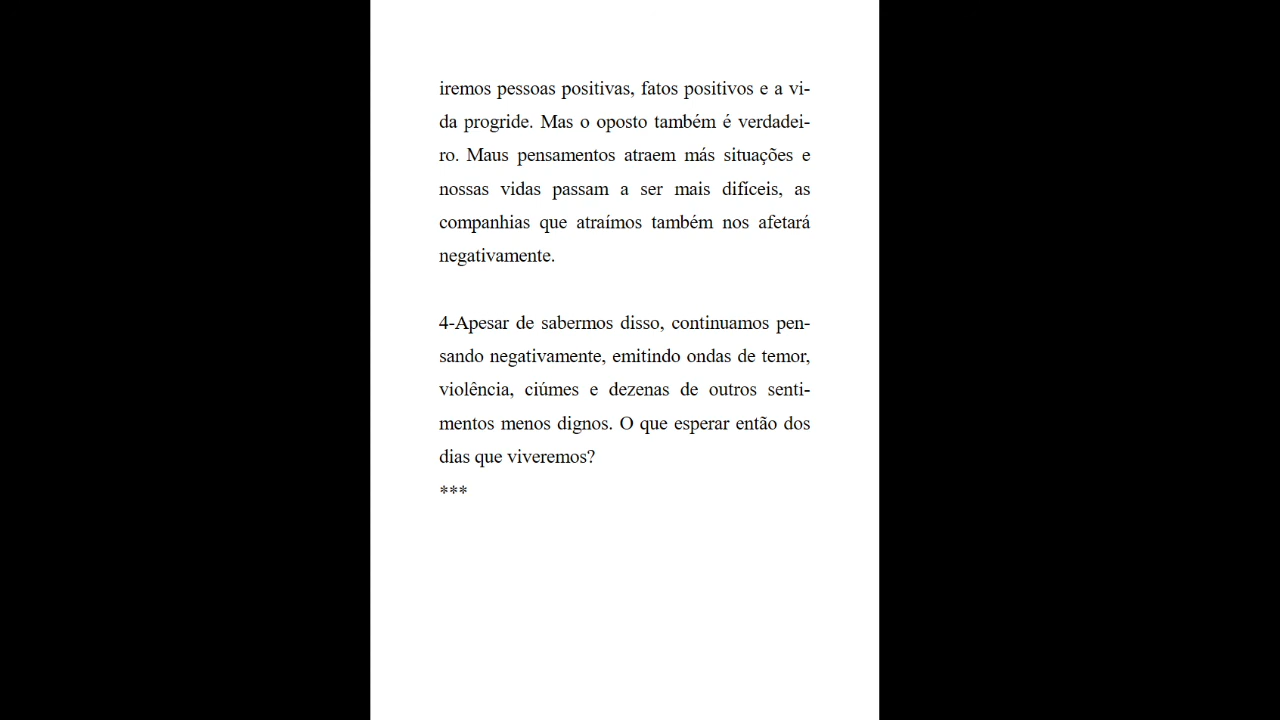 iremos pessoas positivas, fatos positivos e a vi-
da progride. Mas o oposto também é verdadei-
ro. Maus pensamentos atraem más situações e
nossas vidas passam a ser mais difíceis, as
companhias que atraímos também nos afetará
negativamente.
4-Apesar de sabermos disso, continuamos pen-
sando negativamente, emitindo ondas de temor,
violência, ciúmes e dezenas de outros senti-
mentos menos dignos. O que esperar então dos
dias que viveremos?
***